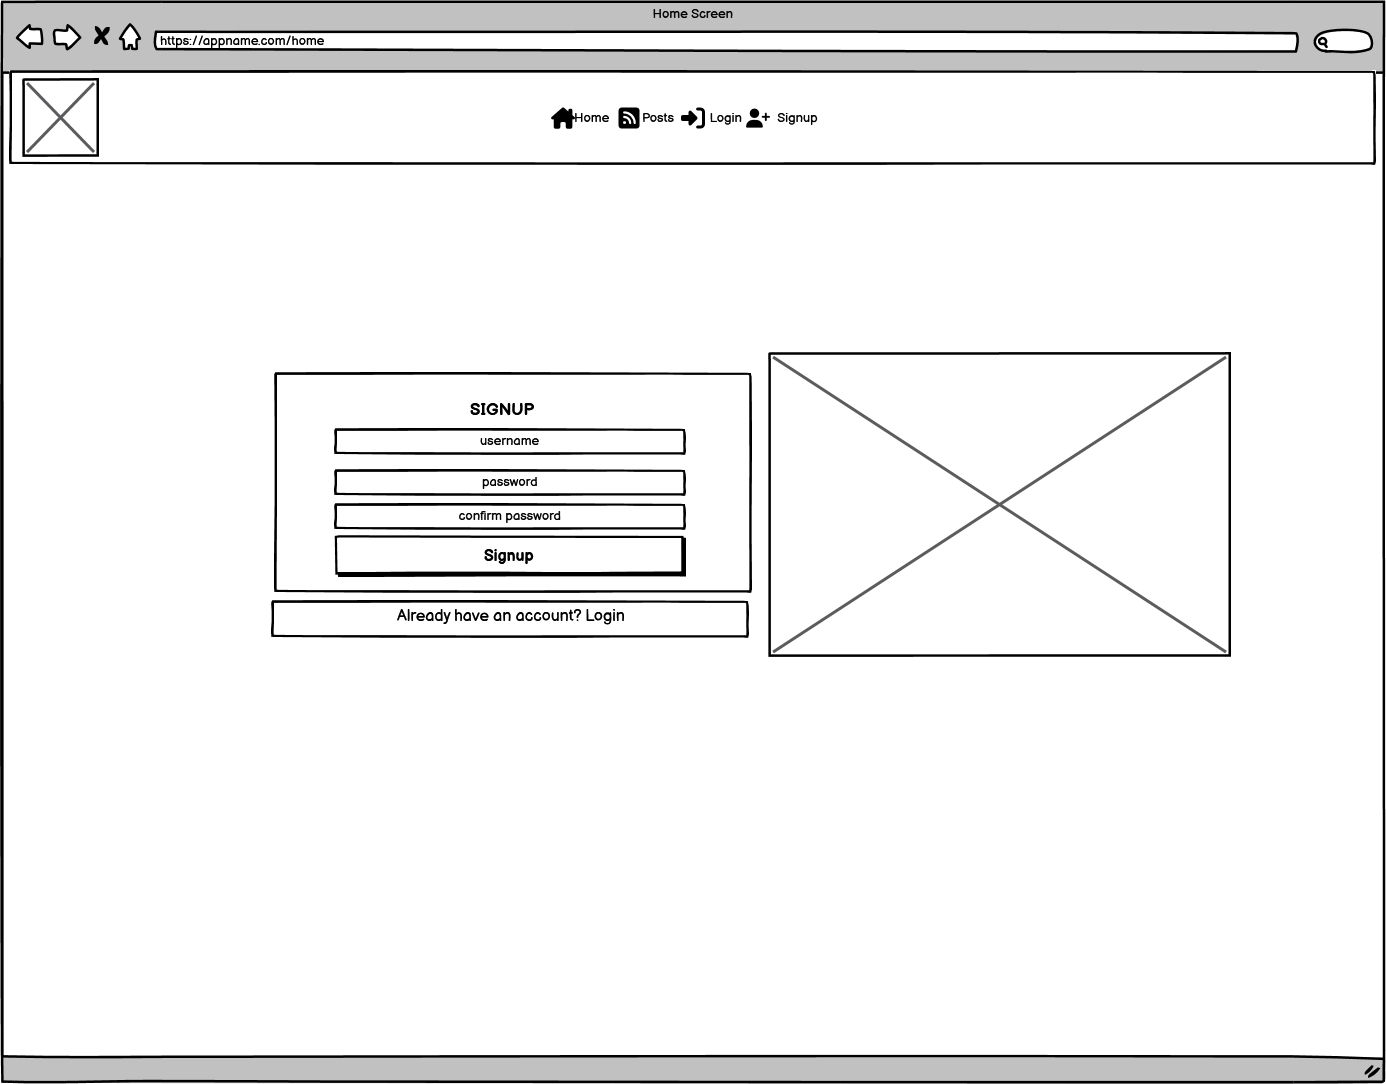 Home Screen
https://appname.com/home
Home Posts Login Signup
SIGNUP
username
password
confirm password
Signup
Already have an account? Login